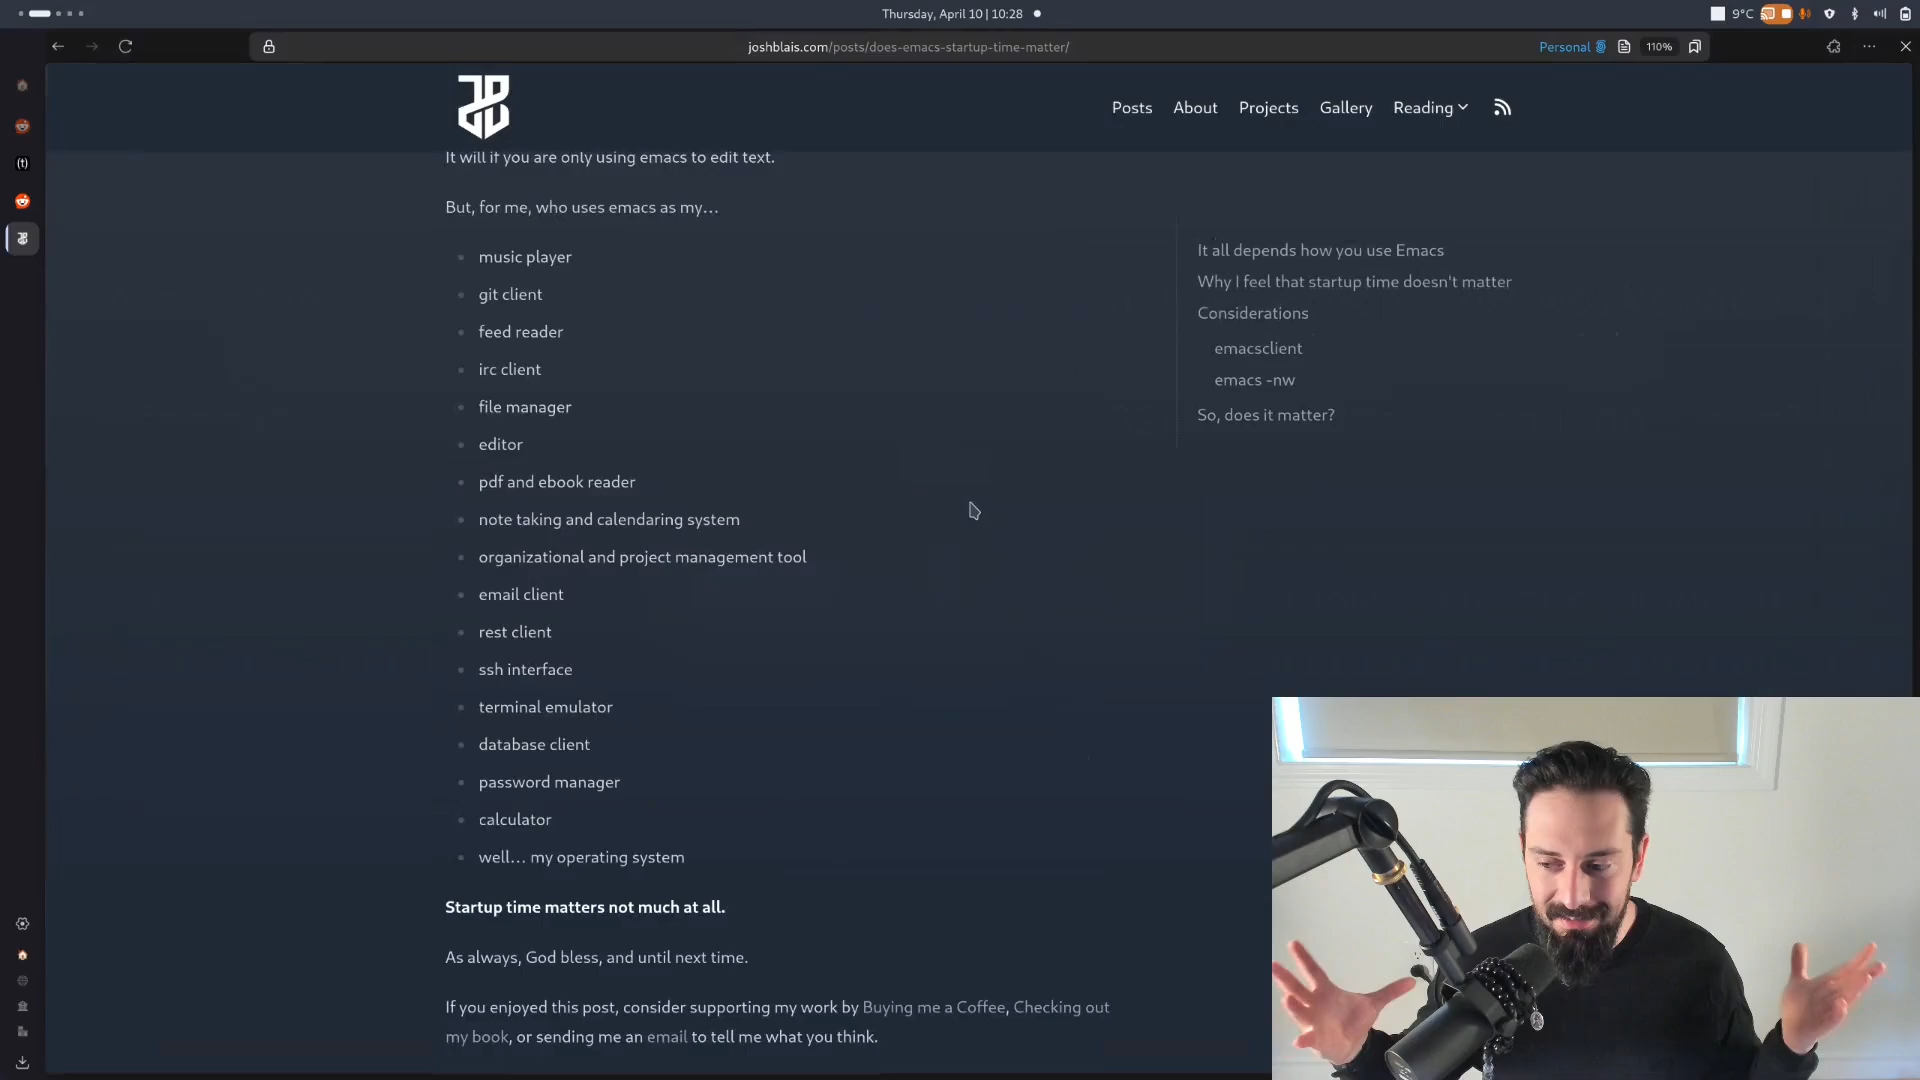 Thursday, April 10 | 10:28
9°C
joshblais.com/posts/does-emacs-startup-time-matter/
Personal
110%
Posts About Projects Gallery Reading
It will if you are only using emacs to edit text.
But, for me, who uses emacs as my…
music player
git client
feed reader
irc client
file manager
editor
pdf and ebook reader
note taking and calendaring system
organizational and project management tool
email client
rest client
ssh interface
terminal emulator
database client
password manager
calculator
well… my operating system
Startup time matters not much at all.
As always, God bless, and until next time.
If you enjoyed this post, consider supporting my work by Buying me a Coffee, Checking out
my book, or sending me an email to tell me what you think.
It all depends how you use Emacs
Why I feel that startup time doesn't matter
Considerations
emacsclient
emacs -nw
So, does it matter?
(t)